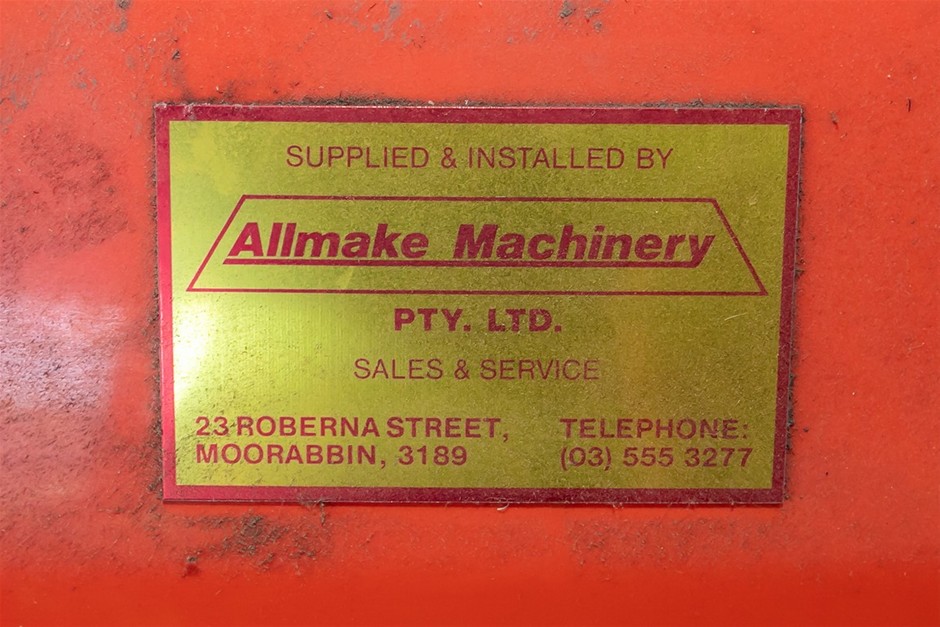 SUPPLIED & INSTALLED BY
Allmake Machinery
PTY. LTD.
SALES & SERVICE
23 ROBERNA STREET,
MOORABBIN, 3189
TELEPHONE:
(03) 555 3277